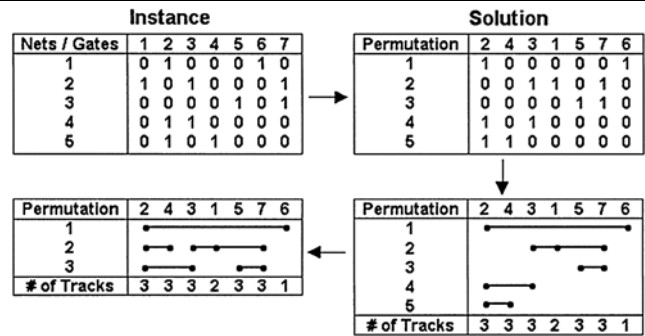 Instance
Nets / Gates 1 2 3 4 5 6 7
1 0 1 0 0 0 1 0
2 1 0 1 0 0 0 1
3 0 0 0 0 1 0 1
4 0 1 1 0 0 0 0
5 0 1 0 1 0 0 0
Solution
Permutation 2 4 3 1 5 7 6
1 1 0 0 0 0 0 1
2 0 0 1 1 0 1 0
3 0 0 0 0 1 1 0
4 1 0 1 0 0 0 0
5 1 1 0 0 0 0 0
Permutation 2 4 3 1 5 7 6
1
2
3
# of Tracks 3 3 3 2 3 3 1
Permutation 2 4 3 1 5 7 6
1
2
3
4
5
# of Tracks 3 3 3 2 3 3 1